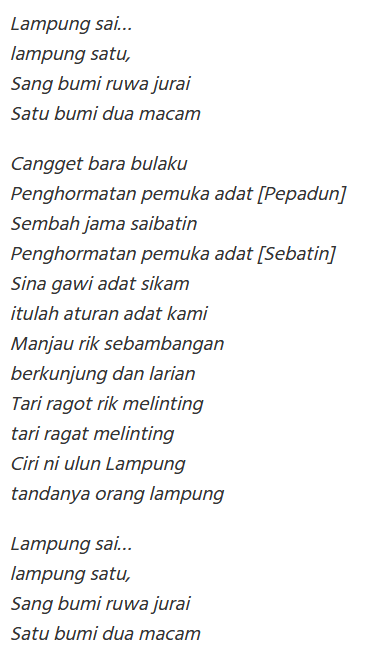 Lampung sai...
lampung satu,
Sang bumi ruwa jurai
Satu bumi dua macam
Cangget bara bulaku
Penghormatan pemuka adat [Pepadun]
Sembah jama saibatin
Penghormatan pemuka adat [Sebatin]
Sina gawi adat sikam
itulah aturan adat kami
Manjau rik sebambangan
berkunjung dan larian
Tari ragot rik melinting
tari ragat melinting
Ciri ni ulun Lampung
tandanya orang lampung
Lampung sai...
lampung satu,
Sang bumi ruwa jurai
Satu bumi dua macam